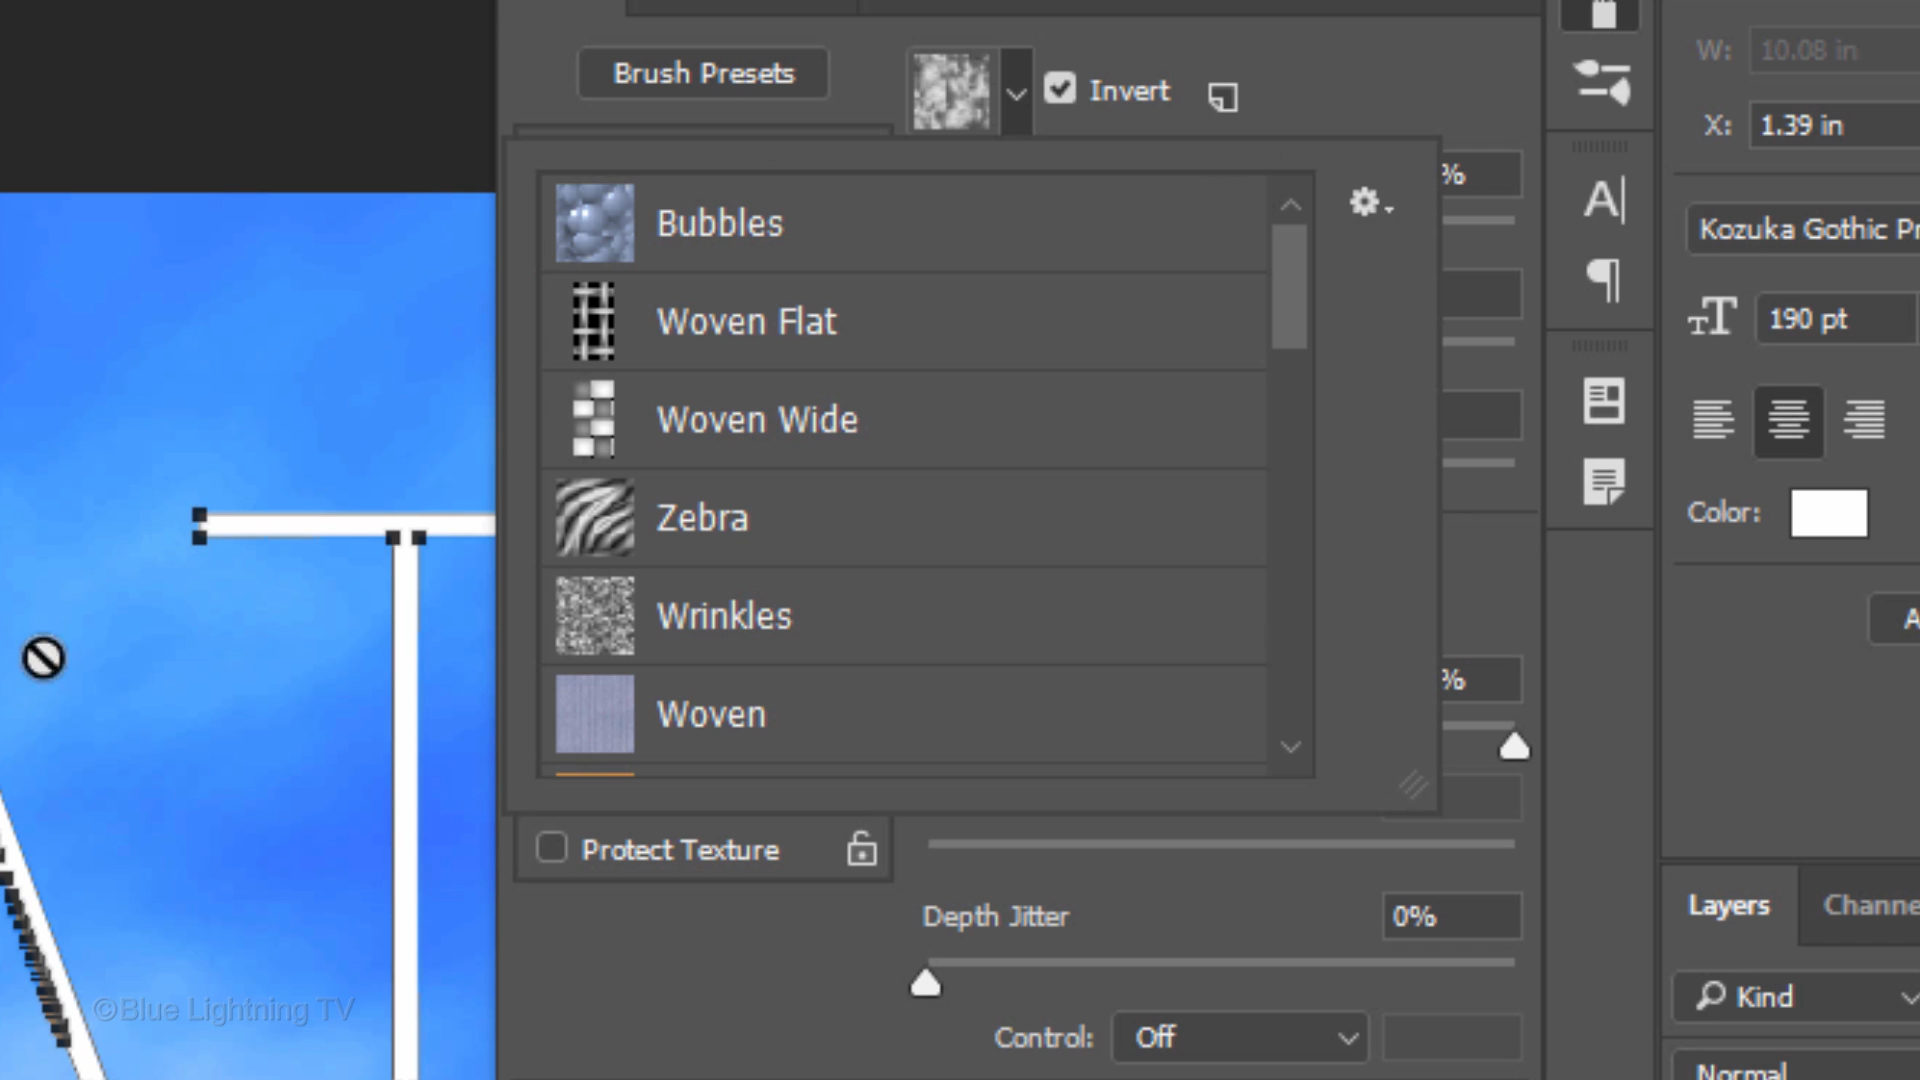 Brush Presets
Invert
W: 10.08 in
X: 1.39 in
%
Bubbles
Woven Flat
Woven Wide
Zebra
Wrinkles
Woven
Kozuka Gothic Pr
190 pt
Color:
A
%
Protect Texture
Depth Jitter 0%
Control: Off
Layers Channe
Kind
Normal
©Blue Lightning TV